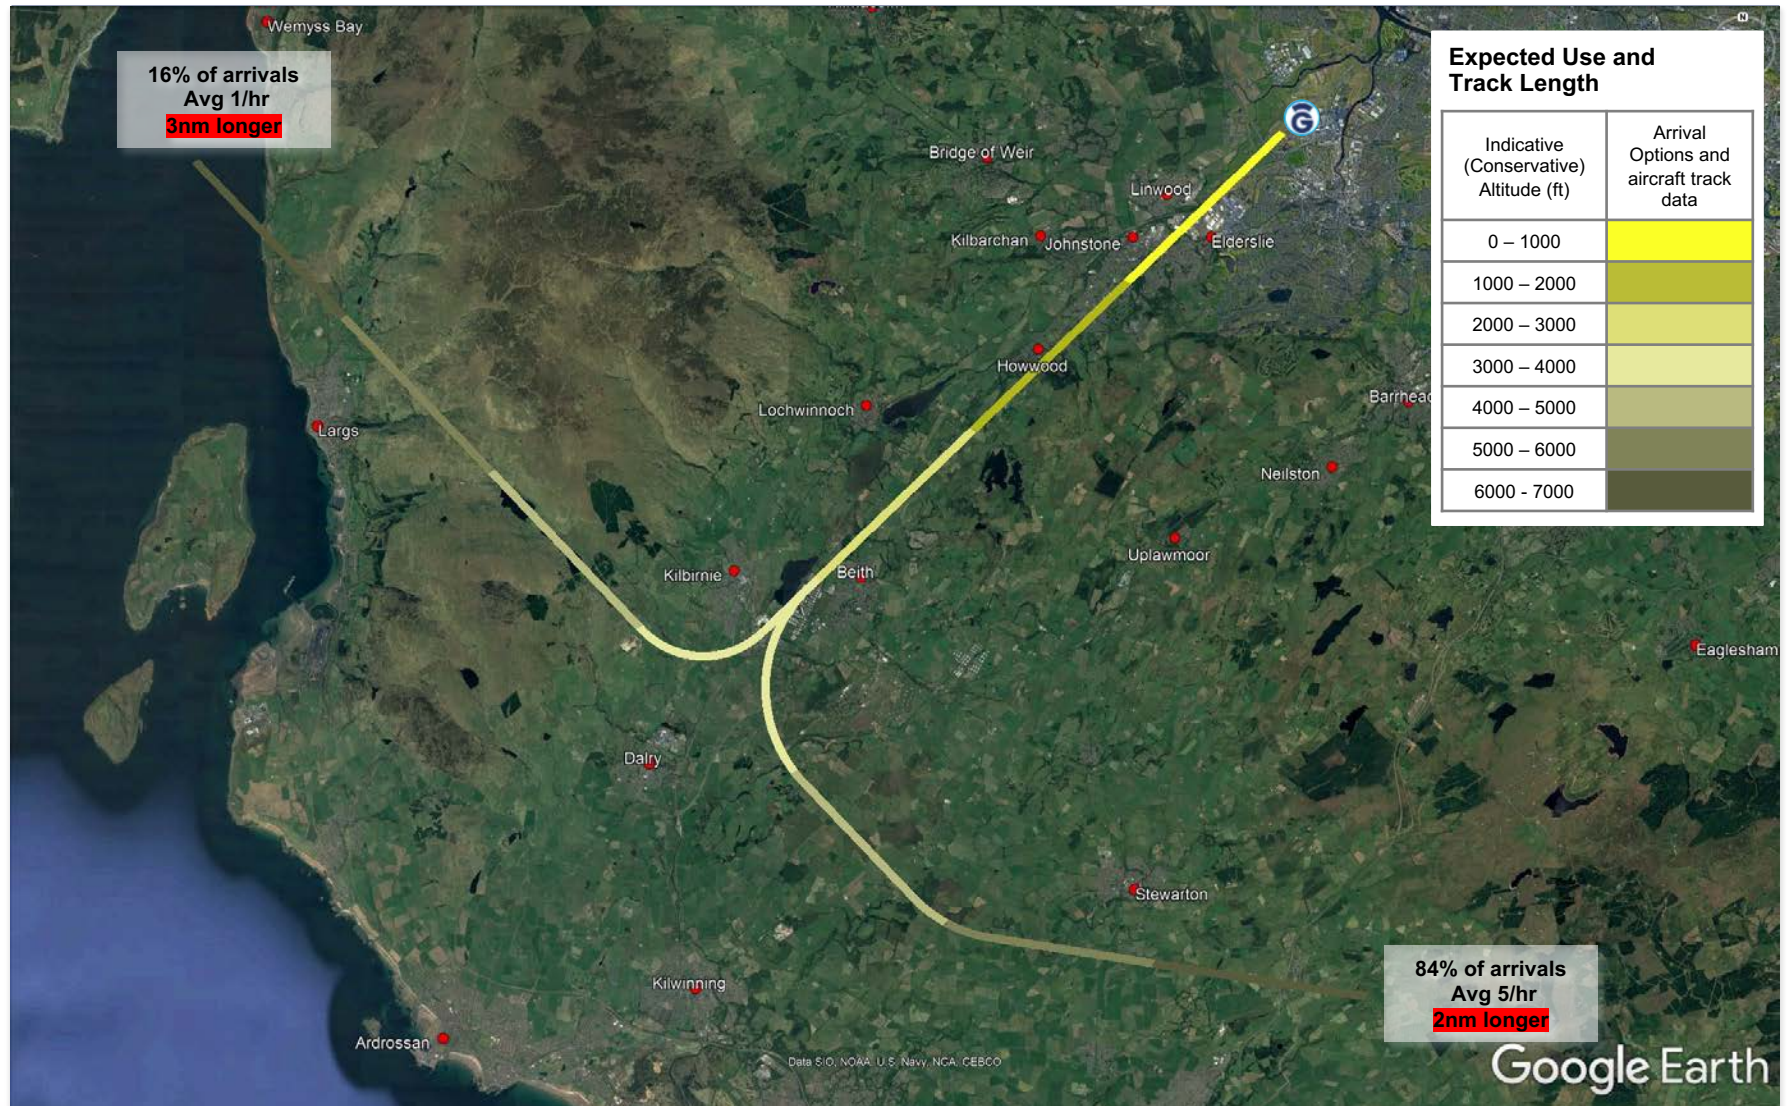 Wemyss Bay
N
16% of arrivals
Avg 1/hr
3nm longer
Expected Use and
Track Length
Indicative
(Conservative)
Altitude (ft)
Arrival
Options and
aircraft track
data
0 – 1000
1000 – 2000
2000 – 3000
3000 – 4000
4000 – 5000
5000 – 6000
6000 - 7000
G
Bridge of Weir
Linwood
Kilbarchan
Johnstone
Elderslie
Howwood
Lochwinnoch
Largs
Neilston
Uplawmoor
Kilbirnie
Beith
Eaglesham
Dalry
Stewarton
Kilwinning
Ardrossan
84% of arrivals
Avg 5/hr
2nm longer
Data SIO, NOAA, U.S. Navy, NGA, GEBCO
Google Earth